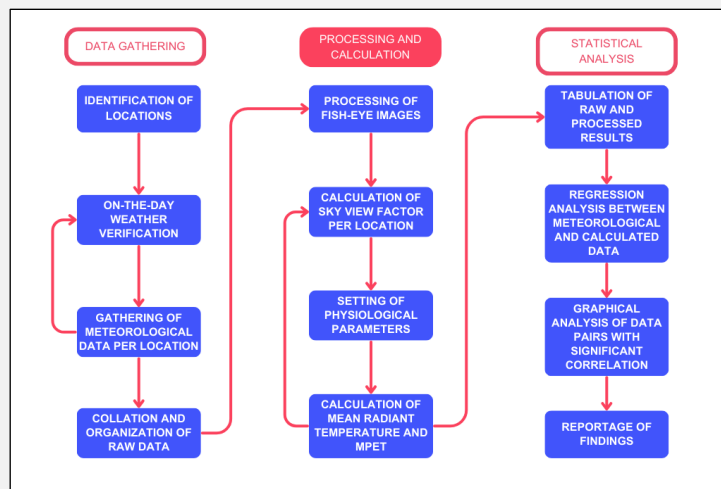 DATA GATHERING
IDENTIFICATION OF
LOCATIONS
ON-THE-DAY
WEATHER
VERIFICATION
GATHERING OF
METEOROLOGICAL
DATA PER LOCATION
COLLATION AND
ORGANIZATION OF
RAW DATA
PROCESSING AND
CALCULATION
PROCESSING OF
FISH-EYE IMAGES
CALCULATION OF
SKY VIEW FACTOR
PER LOCATION
SETTING OF
PHYSIOLOGICAL
PARAMETERS
CALCULATION OF
MEAN RADIANT
TEMPERATURE AND
MPET
STATISTICAL
ANALYSIS
TABULATION OF
RAW AND
PROCESSED
RESULTS
REGRESSION
ANALYSIS BETWEEN
METEOROLOGICAL
AND CALCULATED
DATA
GRAPHICAL
ANALYSIS OF DATA
PAIRS WITH
SIGNIFICANT
CORRELATION
REPORTAGE OF
FINDINGS